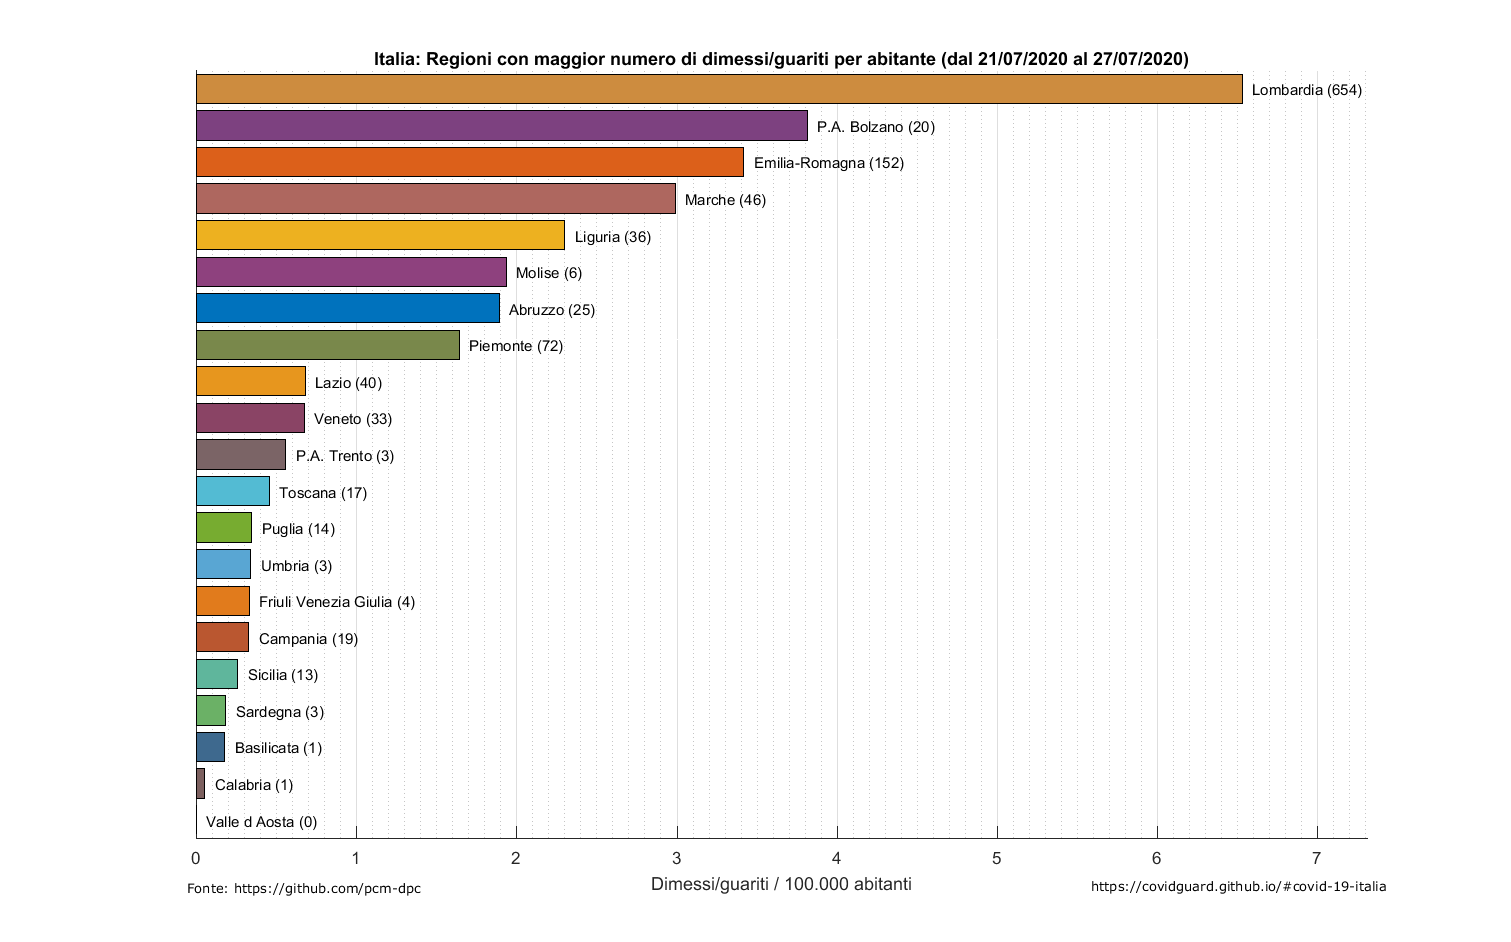 Italia: Regioni con maggior numero di dimessi/guariti per abitante (dal 21/07/2020 al 27/07/2020)
Lombardia (654)
P.A. Bolzano (20)
Emilia-Romagna (152)
Marche (46)
Liguria (36)
Molise (6)
Abruzzo (25)
Piemonte (72)
Lazio (40)
Veneto (33)
P.A. Trento (3)
Toscana (17)
Puglia (14)
Umbria (3)
Friuli Venezia Giulia (4)
Campania (19)
Sicilia (13)
Sardegna (3)
Basilicata (1)
Calabria (1)
Valle d Aosta (0)
0 1 2 3 4 5 6 7
Dimessi/guariti / 100.000 abitanti
Fonte: https://github.com/pcm-dpc
https://covidguard.github.io/#covid-19-italia